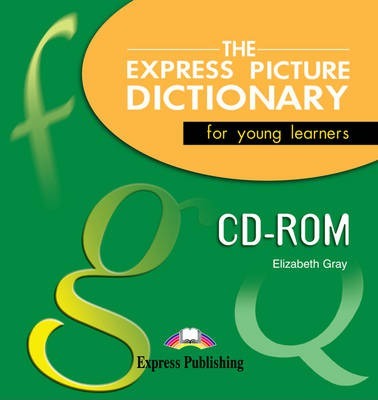 THE
EXPRESS PICTURE
DICTIONARY
for young learners
f
g
CD-ROM
Elizabeth Gray
Q
Express Publishing